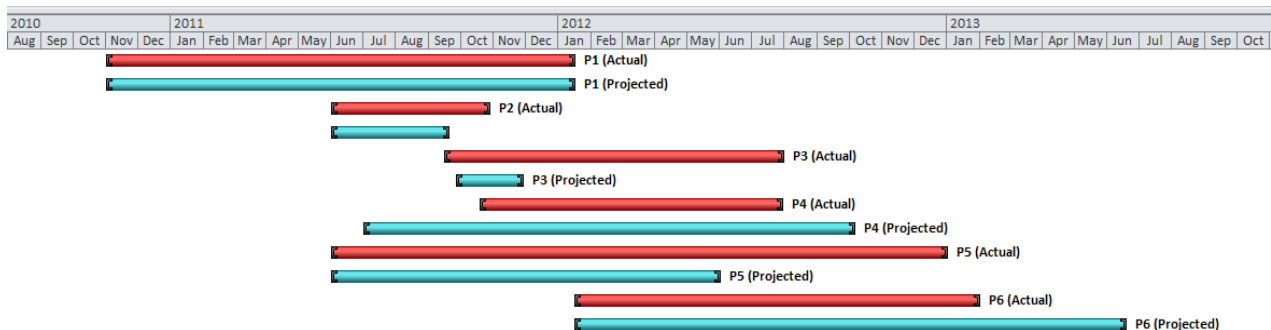 2010 2011 2012 2013
Aug Sep Oct Nov Dec Jan Feb Mar Apr May Jun Jul Aug Sep Oct Nov Dec Jan Feb Mar Apr May Jun Jul Aug Sep Oct Nov Dec Jan Feb Mar Apr May Jun Jul Aug Sep Oct
P1 (Actual)
P1 (Projected)
P2 (Actual)
P3 (Actual)
P3 (Projected)
P4 (Actual)
P4 (Projected)
P5 (Actual)
P5 (Projected)
P6 (Actual)
P6 (Projected)